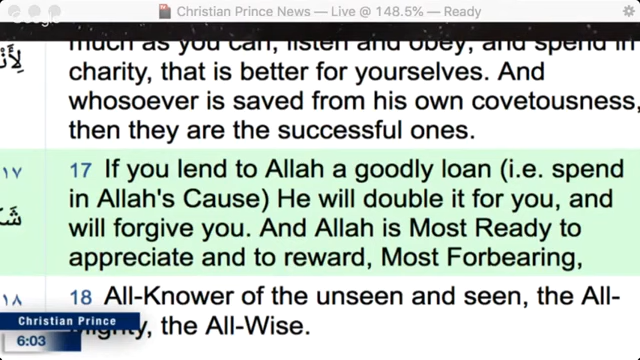 Christian Prince News — Live @ 148.5% — Ready
much as you can, listen and obey, and spend in
charity, that is better for yourselves. And
whosoever is saved from his own covetousness,
then they are the successful ones.
١٧
17 If you lend to Allah a goodly loan (i.e. spend
in Allah's Cause) He will double it for you, and
will forgive you. And Allah is Most Ready to
appreciate and to reward, Most Forbearing,
١٨
18 All-Knower of the unseen and seen, the All-
Mighty, the All-Wise.
Christian Prince
6:03